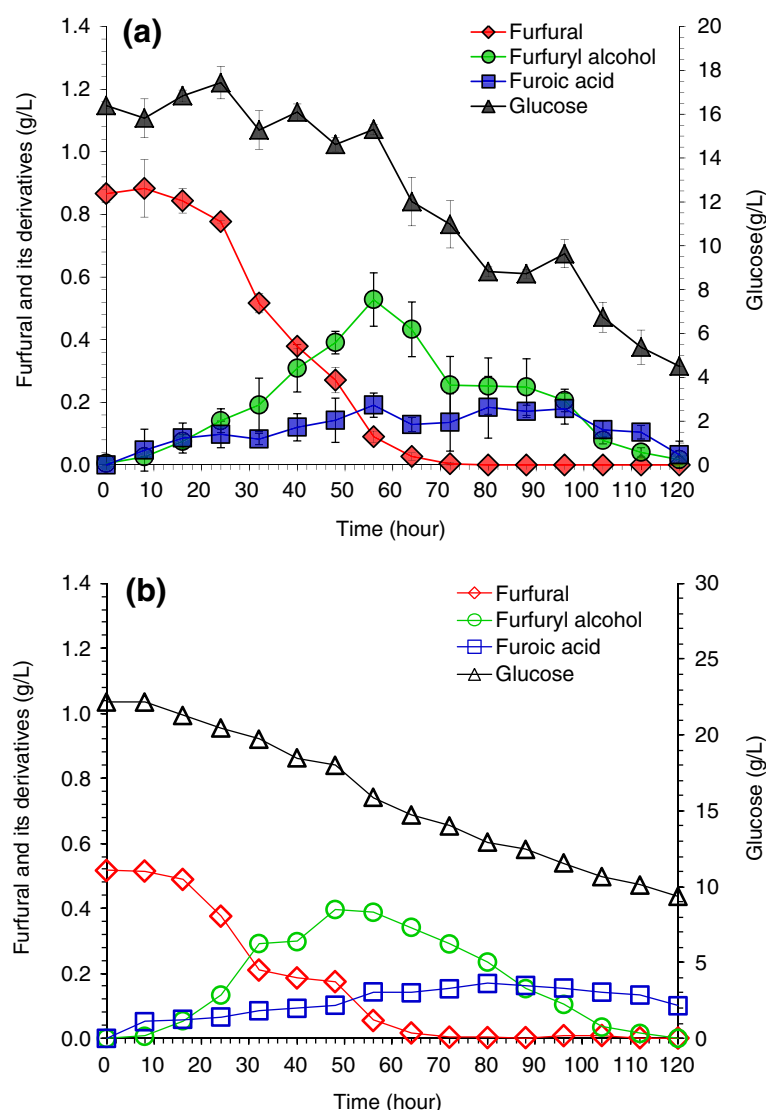 (a)
Furfural
Furfuryl alcohol
Furoic acid
Glucose
Furfural and its derivatives (g/L)
1.4
1.2
1.0
0.8
0.6
0.4
0.2
0.0
20
18
16
14
12
10
8
6
4
2
0
Glucose(g/L)
0 10 20 30 40 50 60 70 80 90 100 110 120
Time (hour)
(b)
Furfural
Furfuryl alcohol
Furoic acid
Glucose
Furfural and its derivatives (g/L)
1.4
1.2
1.0
0.8
0.6
0.4
0.2
0.0
30
25
20
15
10
5
0
Glucose (g/L)
0 10 20 30 40 50 60 70 80 90 100 110 120
Time (hour)